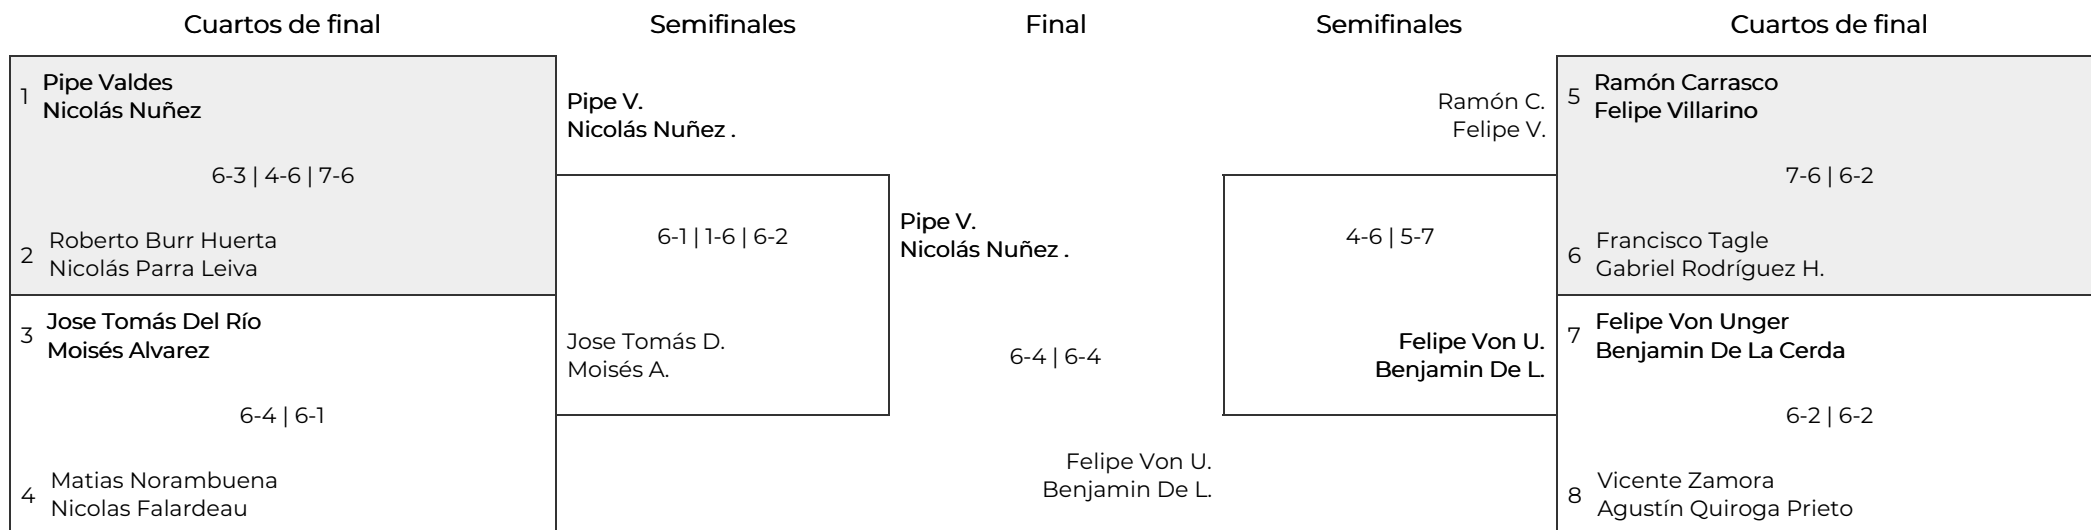 Cuartos de final
Semifinales
Final
Semifinales
Cuartos de final
1
Pipe Valdes
Nicolás Nuñez
6-3 | 4-6 | 7-6
2
Roberto Burr Huerta
Nicolás Parra Leiva
3
Jose Tomás Del Río
Moisés Alvarez
6-4 | 6-1
4
Matias Norambuena
Nicolas Falardeau
Pipe V.
Nicolás Nuñez .
6-1 | 1-6 | 6-2
Jose Tomás D.
Moisés A.
Pipe V.
Nicolás Nuñez .
6-4 | 6-4
Felipe Von U.
Benjamin De L.
Ramón C.
Felipe V.
4-6 | 5-7
Felipe Von U.
Benjamin De L.
5
Ramón Carrasco
Felipe Villarino
7-6 | 6-2
6
Francisco Tagle
Gabriel Rodríguez H.
7
Felipe Von Unger
Benjamin De La Cerda
6-2 | 6-2
8
Vicente Zamora
Agustín Quiroga Prieto